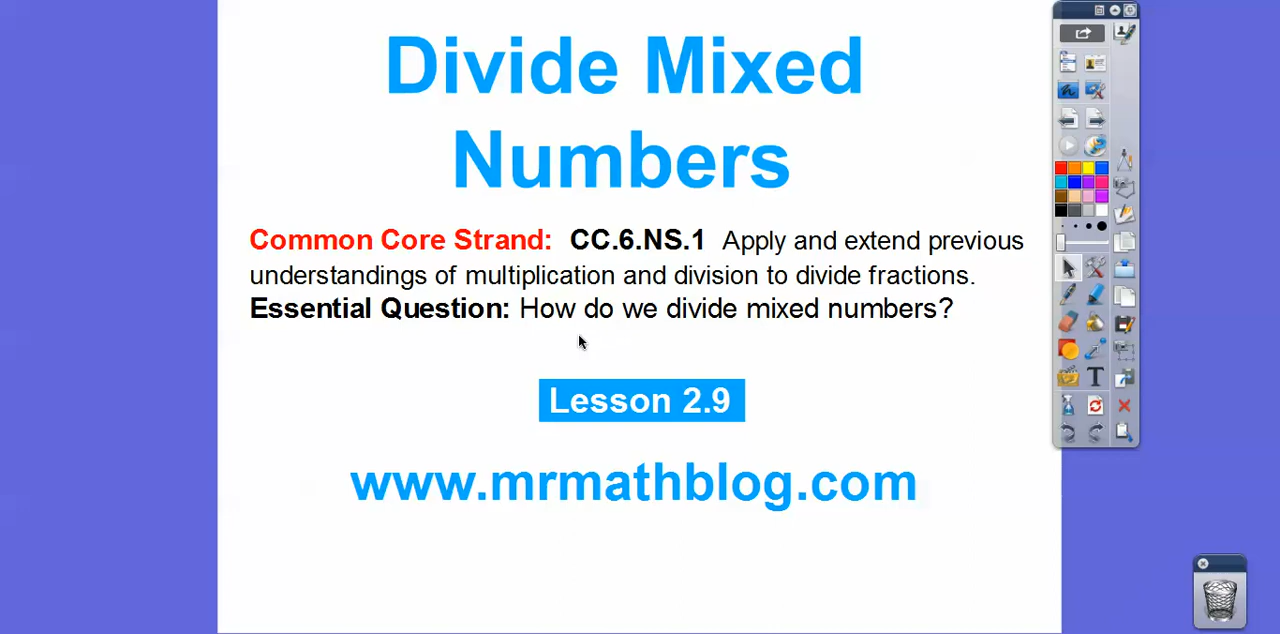 Divide Mixed
Numbers
Common Core Strand: CC.6.NS.1 Apply and extend previous
understandings of multiplication and division to divide fractions.
Essential Question: How do we divide mixed numbers?
Lesson 2.9
www.mrmathblog.com